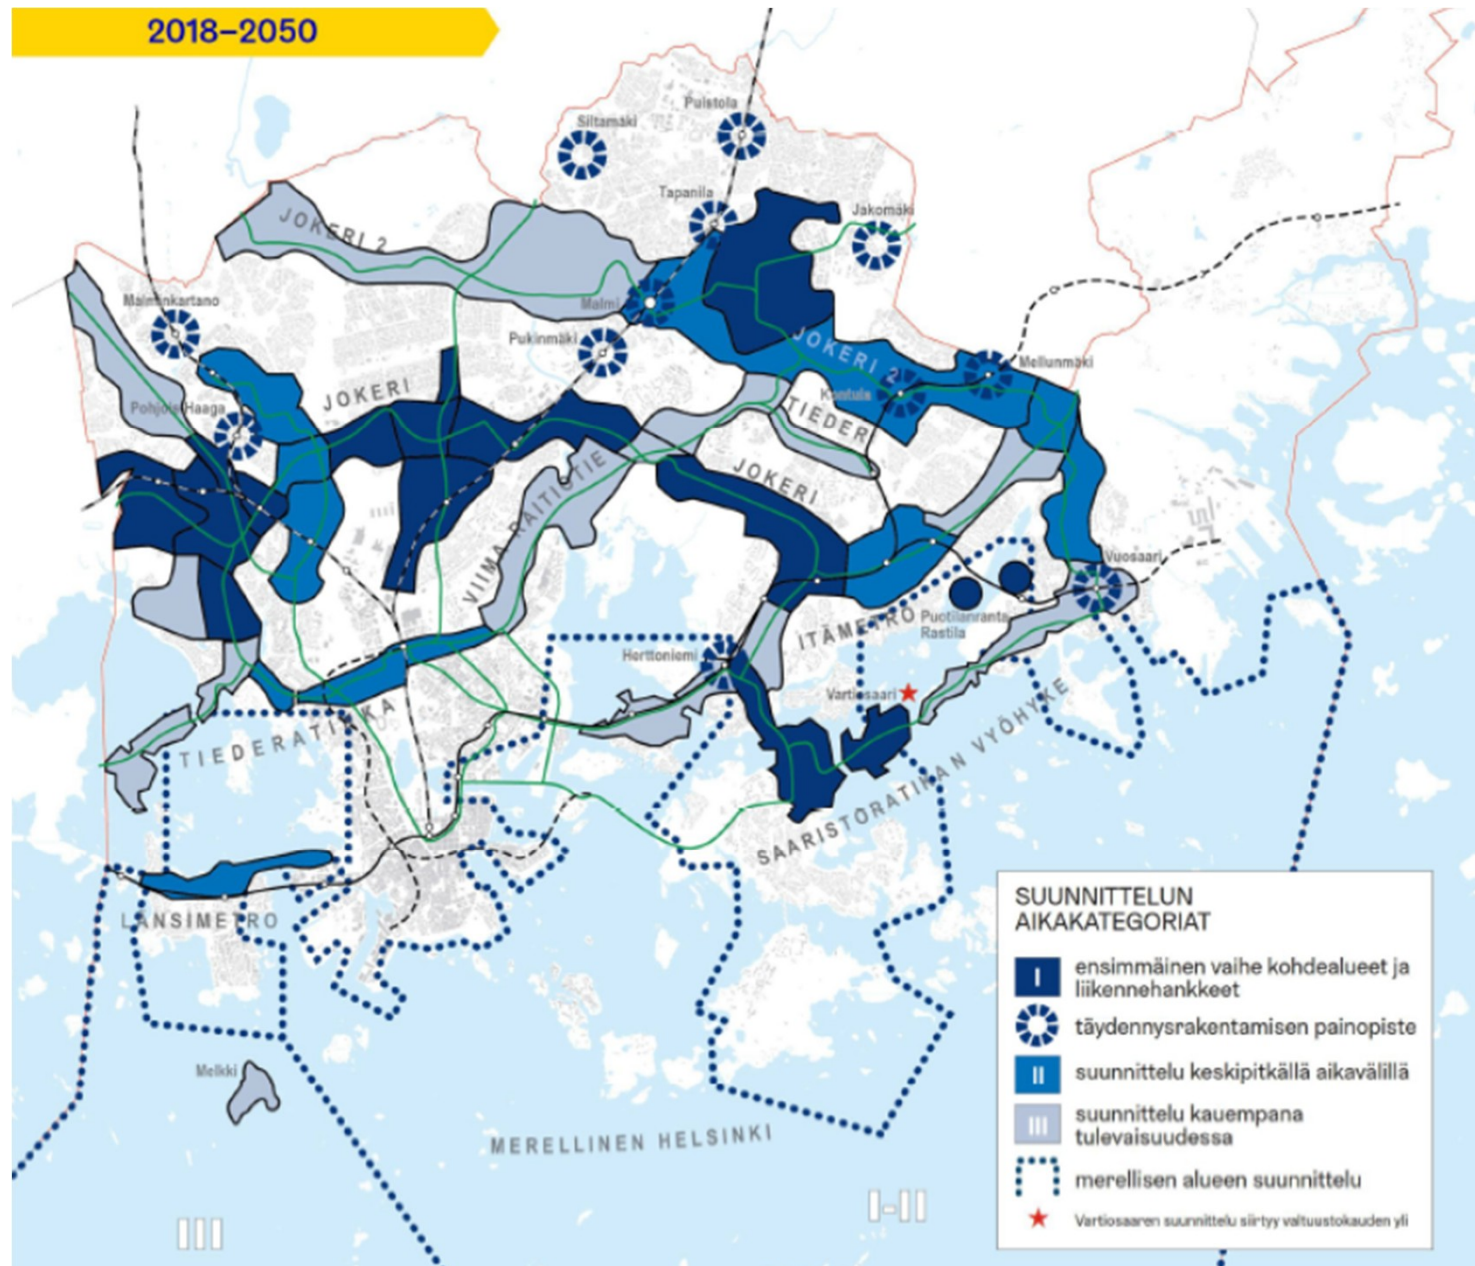 2018–2050
Puistola
Siltamäki
Tapanila
Jakomäki
JOKERI 2
Malminkartano
Malmi
Pukinmäki
JOKERI 2
Mellunmäki
Kontula
JOKERI
Pohjois-Haaga
TIEDER
JOKERI
VIIMA-RAITIOTIE
Vuosaari
Puotilanranta
Rastila
ITÄMETRO
Herttoniemi
Vartiosaari
TIEDERATIKKA
SAARISTORATIKAN VYÖHYKE
LÄNSIMETRO
Melkki
MERELLINEN HELSINKI
III
I-II
SUUNNITTELUN
AIKAKATEGORIAT
I
ensimmäinen vaihe kohdealueet ja
liikennehankkeet
täydennysrakentamisen painopiste
II
suunnittelu keskipitkällä aikavälillä
III
suunnittelu kauempana
tulevaisuudessa
merellisen alueen suunnittelu
Vartiosaaren suunnittelu siirtyy valtuustokauden yli